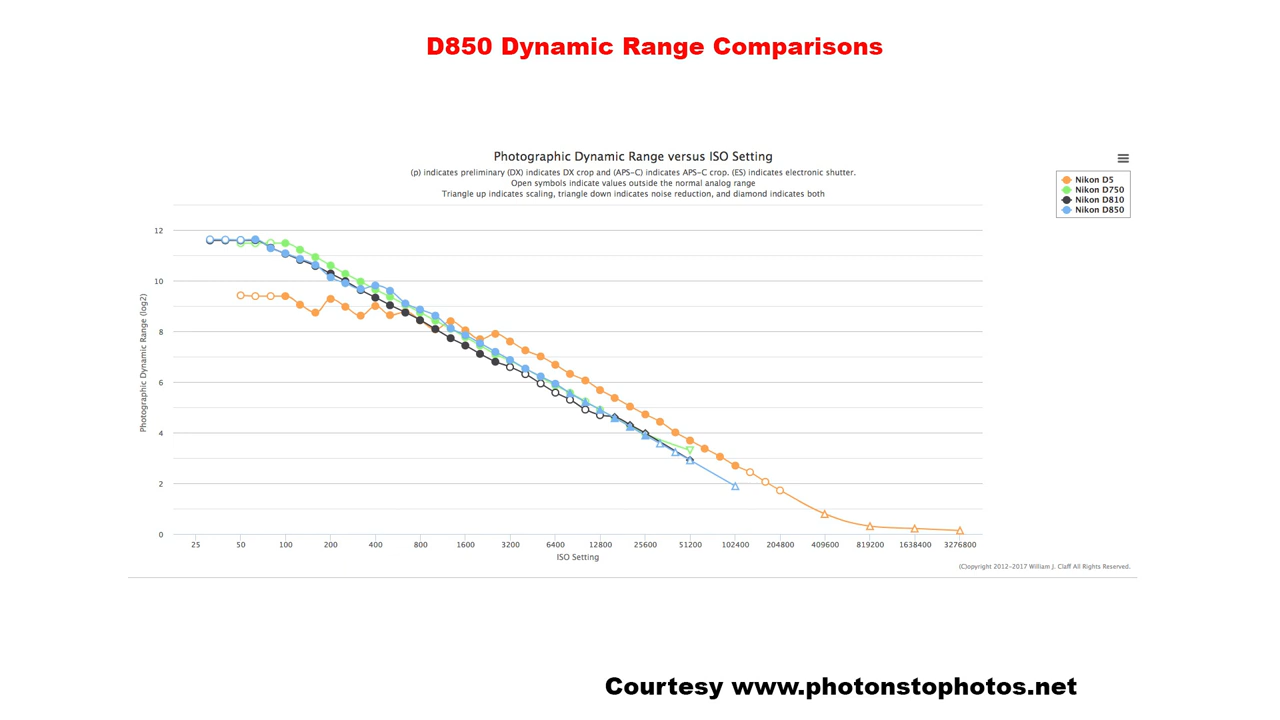 D850 Dynamic Range Comparisons
Photographic Dynamic Range versus ISO Setting
(p) indicates preliminary (DX) indicates DX crop and (APS-C) indicates APS-C crop. (ES) indicates electronic shutter.
Open symbols indicate values outside the normal analog range
Triangle up indicates scaling, triangle down indicates noise reduction, and diamond indicates both
Nikon D5
Nikon D750
Nikon D810
Nikon D850
Photographic Dynamic Range (log2)
12
10
8
6
4
2
0
25 50 100 200 400 800 1600 3200 6400 12800 25600 51200 102400 204800 409600 819200 1638400 3276800
ISO Setting
(C)opyright 2012-2017 William J. Claff All Rights Reserved.
Courtesy www.photonstophotos.net